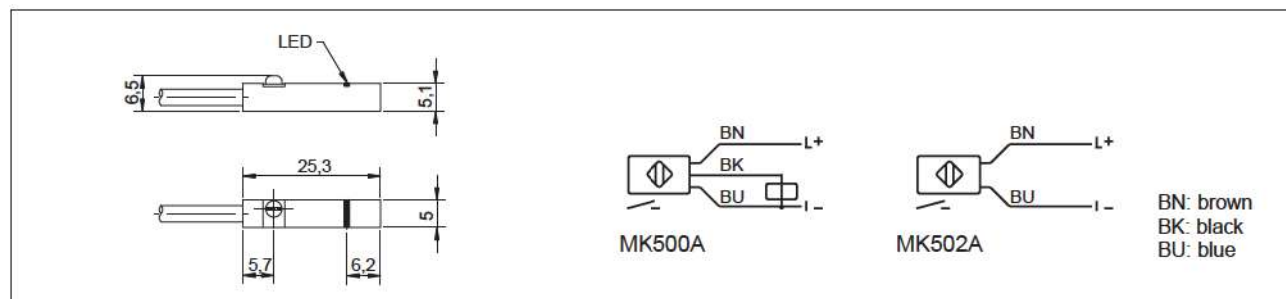 LED
6,5
5,1
25,3
5
5,7
6,2
BN
L+
BK
BU
L-
MK500A
BN
L+
BU
L-
MK502A
BN: brown
BK: black
BU: blue